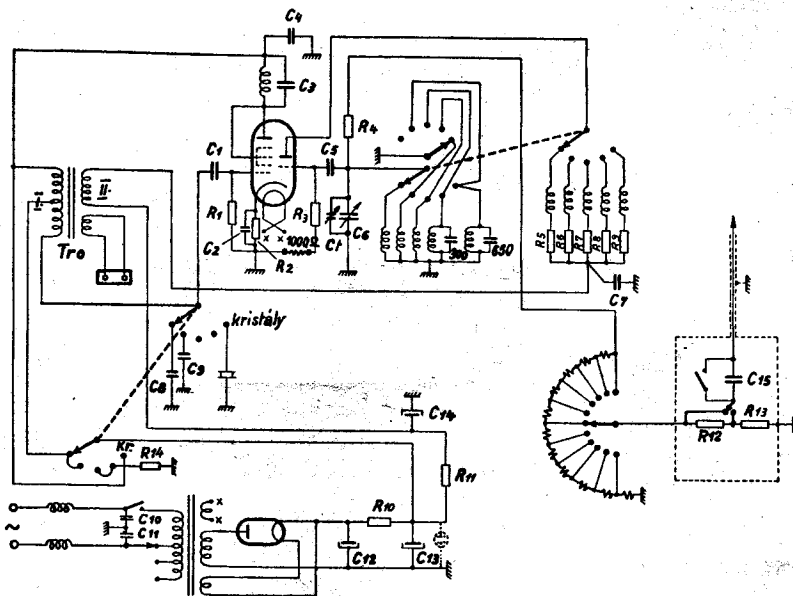 C4
C3
C1
C5
R4
I.
II.
Tro
R1
R3
C2
1000Ω
x x
R2
Ct
C6
500
650
R5
R6
R7
R8
R9
C7
kristály
C9
C8
C14
C15
R12
R13
Kr.
R14
R11
~
C10
C11
x
x
R10
C12
C13